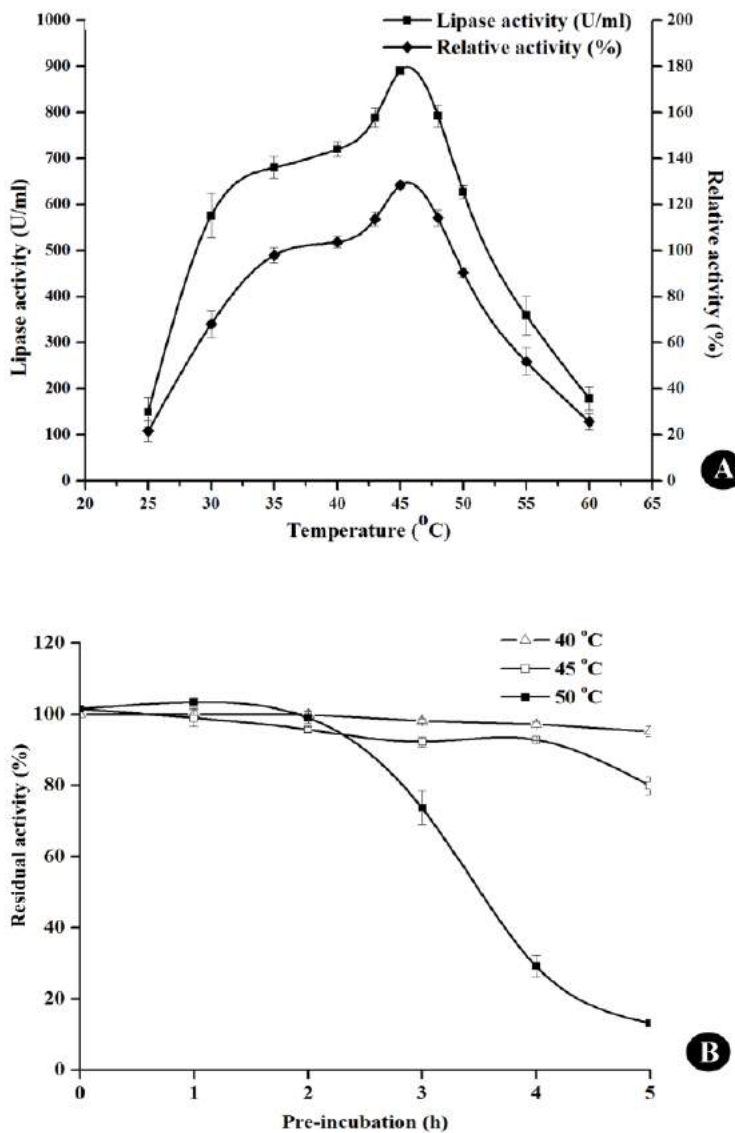 1000
900
800
700
600
500
400
300
200
100
0
Lipase activity (U/ml)
Lipase activity (U/ml)
Relative activity (%)
200
180
160
140
120
100
80
60
40
20
0
Relative activity (%)
20 25 30 35 40 45 50 55 60 65
Temperature (°C)
A
120
100
80
60
40
20
0
Residual activity (%)
40 °C
45 °C
50 °C
0 1 2 3 4 5
Pre-incubation (h)
B